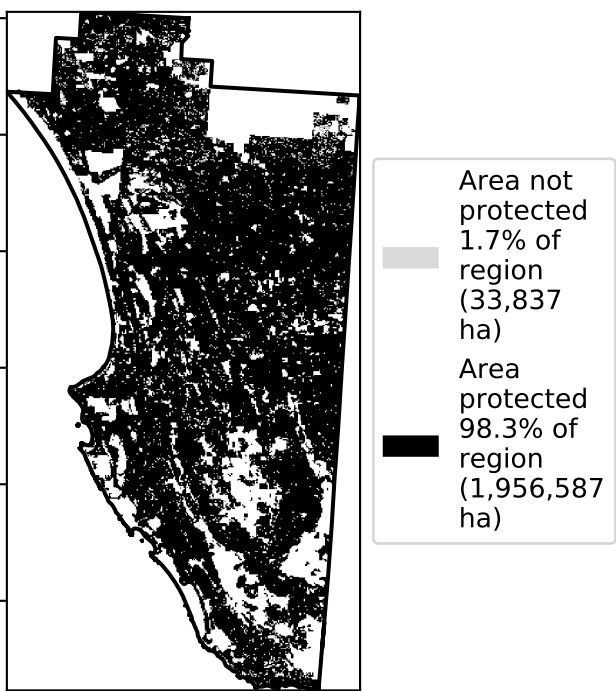 Area not
protected
1.7% of
region
(33,837
ha)
Area
protected
98.3% of
region
(1,956,587
ha)